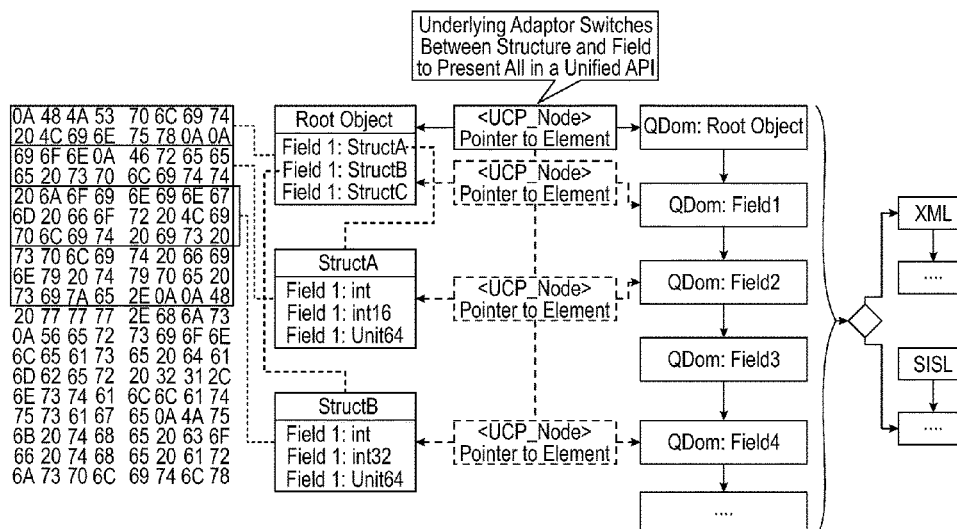 Underlying Adaptor Switches
Between Structure and Field
to Present All in a Unified API
0A 48 4A 53 70 6C 69 74
20 4C 69 6E 75 78 0A 0A
69 6F 6E 0A 46 72 65 65
65 20 73 70 6C 69 74 74
20 6A 6F 69 6E 69 6E 67
6D 20 66 6F 72 20 4C 69
70 6C 69 74 20 69 73 20
73 70 6C 69 74 20 66 69
6E 79 20 74 79 70 65 20
73 69 7A 65 2E 0A 0A 48
20 77 77 77 2E 68 6A 73
0A 56 65 72 73 69 6F 6E
6C 65 61 73 65 20 64 61
6D 62 65 72 20 32 31 2C
6E 73 74 61 6C 6C 61 74
75 73 61 67 65 0A 4A 75
6B 20 74 68 65 20 63 6F
66 20 74 68 65 20 61 72
6A 73 70 6C 69 74 6C 78
Root Object
Field 1: StructA
Field 1: StructB
Field 1: StructC
StructA
Field 1: int
Field 1: int16
Field 1: Unit64
StructB
Field 1: int
Field 1: int32
Field 1: Unit64
<UCP_Node>
Pointer to Element
<UCP_Node>
Pointer to Element
<UCP_Node>
Pointer to Element
<UCP_Node>
Pointer to Element
QDom: Root Object
QDom: Field1
QDom: Field2
QDom: Field3
QDom: Field4
....
XML
....
SISL
....